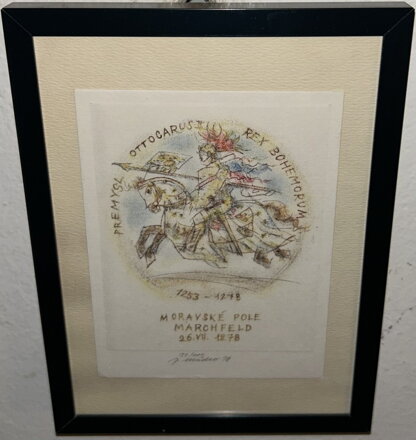 PREMYSL OTTOCARUS II REX BOHEMORUM
1253 - 1278
MORAVSKÉ POLE
MARCHFELD
26.VII. 1278